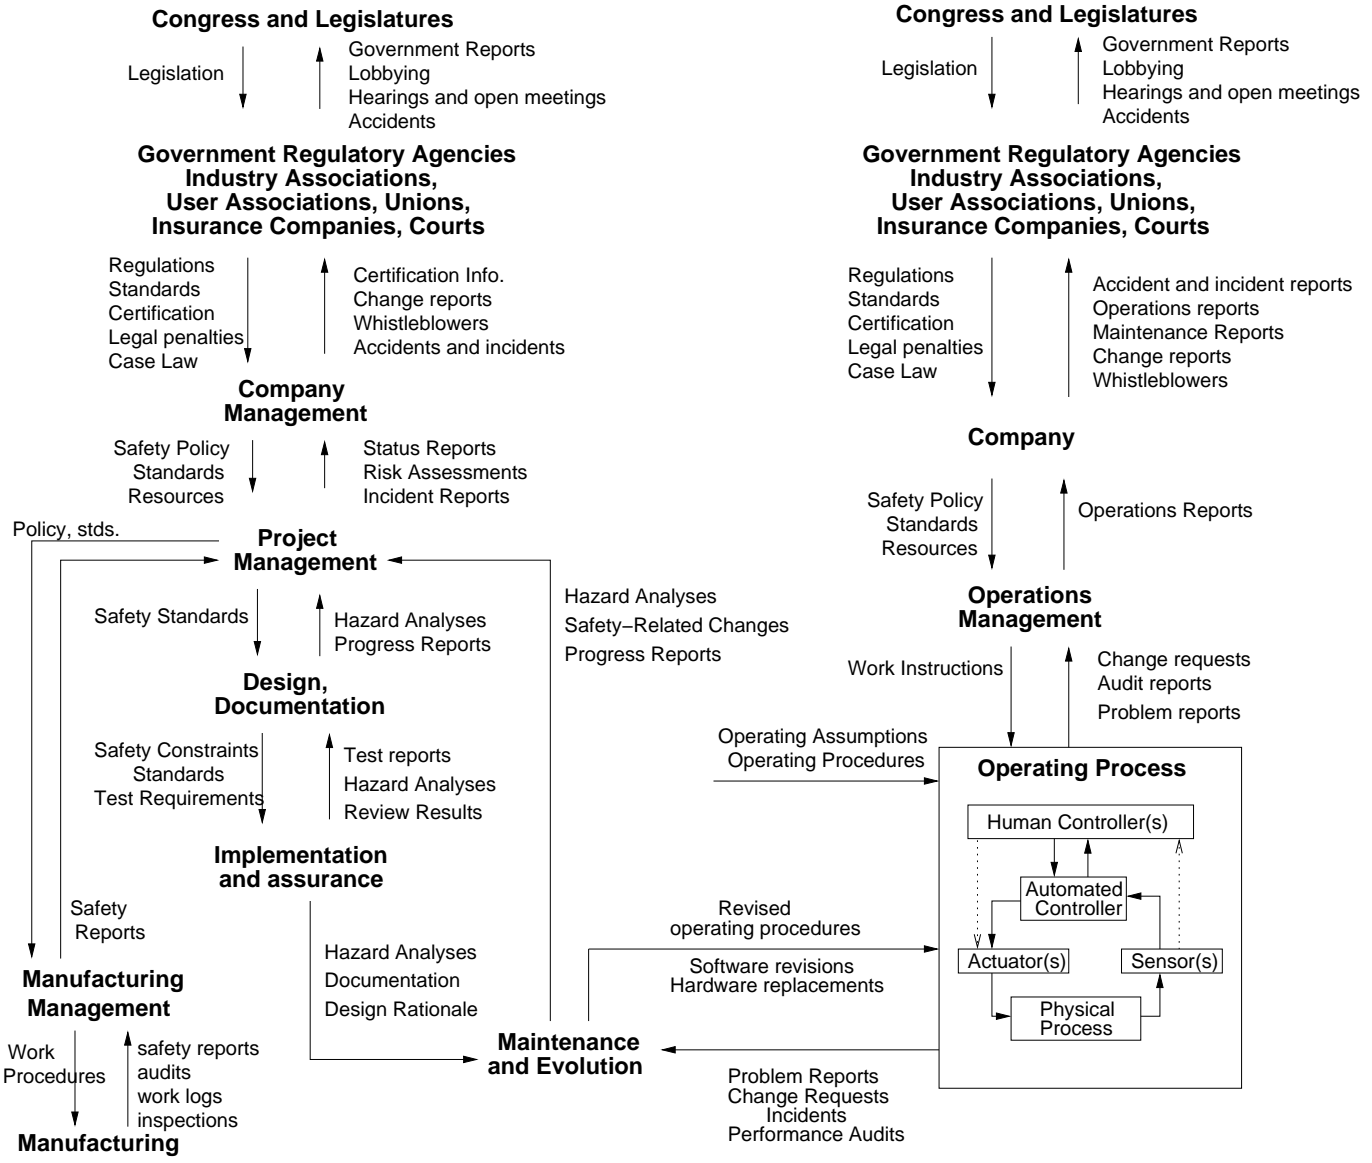 Congress and Legislatures
Legislation
Government Reports
Lobbying
Hearings and open meetings
Accidents
Government Regulatory Agencies
Industry Associations,
User Associations, Unions,
Insurance Companies, Courts
Regulations
Standards
Certification
Legal penalties
Case Law
Certification Info.
Change reports
Whistleblowers
Accidents and incidents
Company
Management
Safety Policy
Standards
Resources
Status Reports
Risk Assessments
Incident Reports
Policy, stds.
Project
Management
Safety Standards
Hazard Analyses
Progress Reports
Hazard Analyses
Safety−Related Changes
Progress Reports
Design,
Documentation
Safety Constraints
Standards
Test Requirements
Test reports
Hazard Analyses
Review Results
Implementation
and assurance
Safety
Reports
Hazard Analyses
Documentation
Design Rationale
Manufacturing
Management
Work
Procedures
safety reports
audits
work logs
inspections
Manufacturing
Maintenance
and Evolution
Congress and Legislatures
Legislation
Government Reports
Lobbying
Hearings and open meetings
Accidents
Government Regulatory Agencies
Industry Associations,
User Associations, Unions,
Insurance Companies, Courts
Regulations
Standards
Certification
Legal penalties
Case Law
Accident and incident reports
Operations reports
Maintenance Reports
Change reports
Whistleblowers
Company
Safety Policy
Standards
Resources
Operations Reports
Operations
Management
Work Instructions
Change requests
Audit reports
Problem reports
Operating Assumptions
Operating Procedures
Operating Process
Human Controller(s)
Automated
Controller
Actuator(s)
Sensor(s)
Physical
Process
Revised
operating procedures
Software revisions
Hardware replacements
Problem Reports
Change Requests
Incidents
Performance Audits